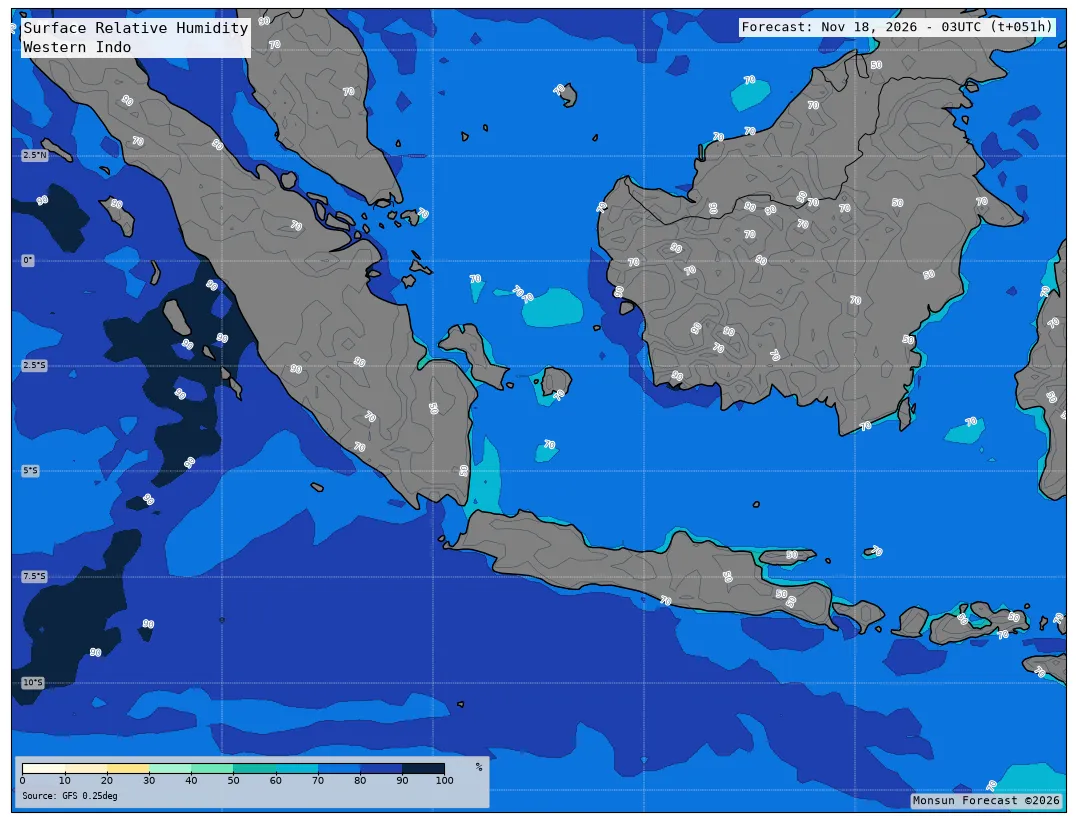 Surface Relative Humidity
Western Indo
Forecast: Nov 18, 2026 - 03UTC (t+051h)
2.5°N
0°
2.5°S
5°S
7.5°S
10°S
0 10 20 30 40 50 60 70 80 90 100 %
Source: GFS 0.25deg
Monsun Forecast ©2026